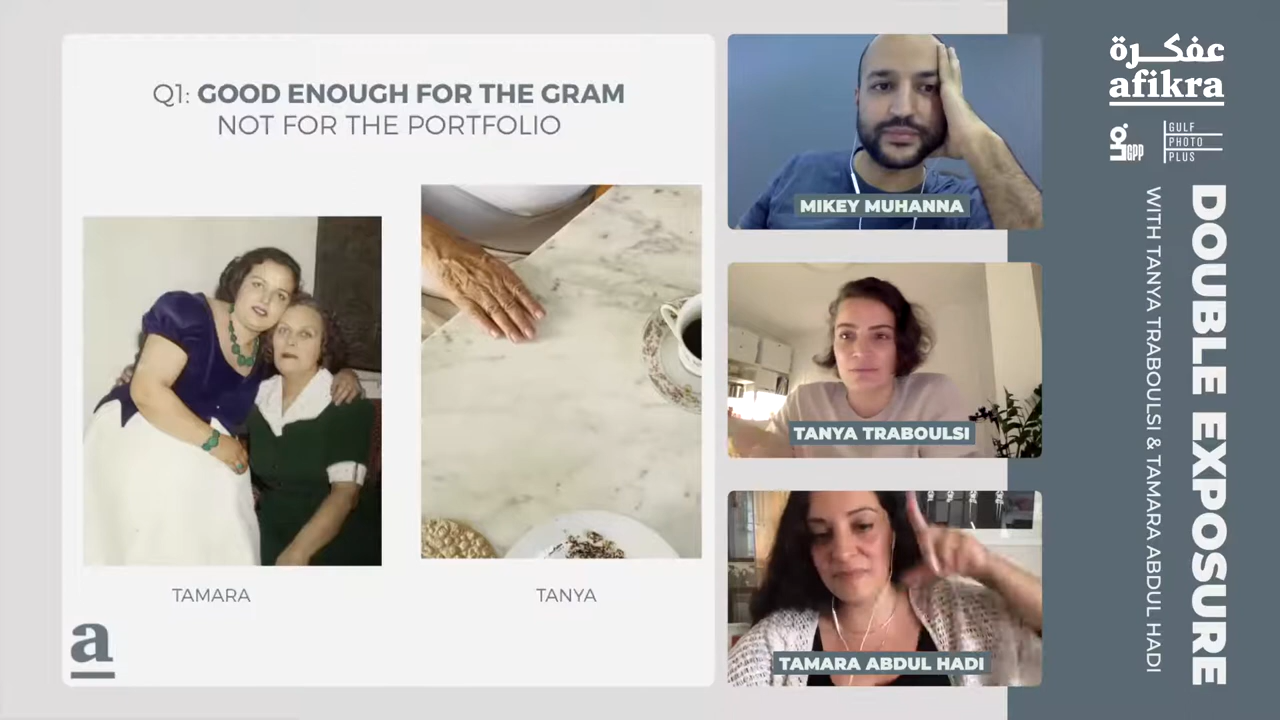 Q1: GOOD ENOUGH FOR THE GRAM
NOT FOR THE PORTFOLIO
TAMARA
TANYA
a
MIKEY MUHANNA
TANYA TRABOULSI
TAMARA ABDUL HADI
عفكرة
afikra
GPP
GULF
PHOTO
PLUS
DOUBLE EXPOSURE
WITH TANYA TRABOULSI & TAMARA ABDUL HADI